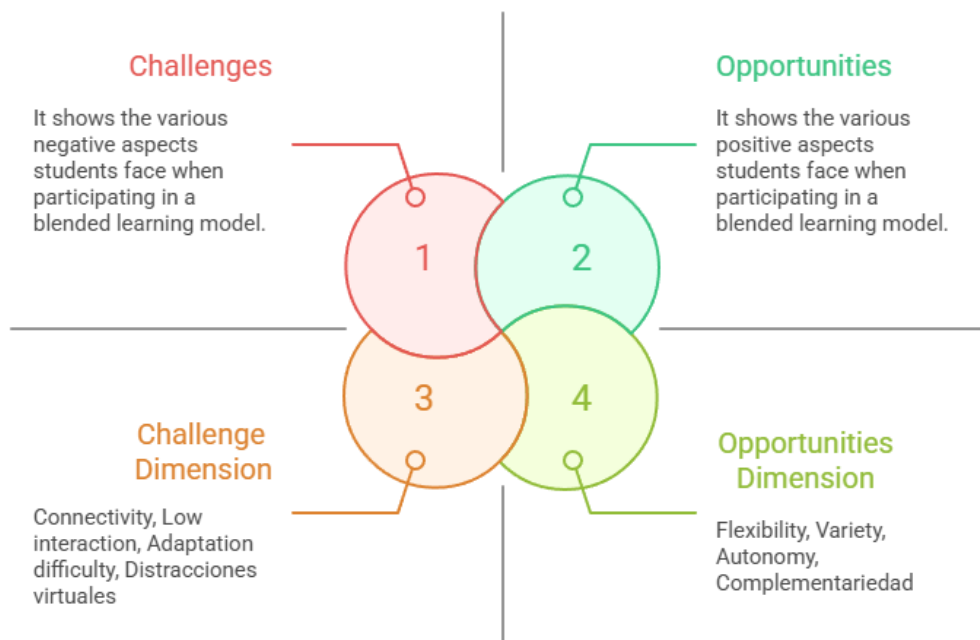 Challenges
It shows the various
negative aspects
students face when
participating in a
blended learning model.
Opportunities
It shows the various
positive aspects
students face when
participating in a
blended learning model.
1
2
3
4
Challenge
Dimension
Connectivity, Low
interaction, Adaptation
difficulty, Distracciones
virtuales
Opportunities
Dimension
Flexibility, Variety,
Autonomy,
Complementariedad